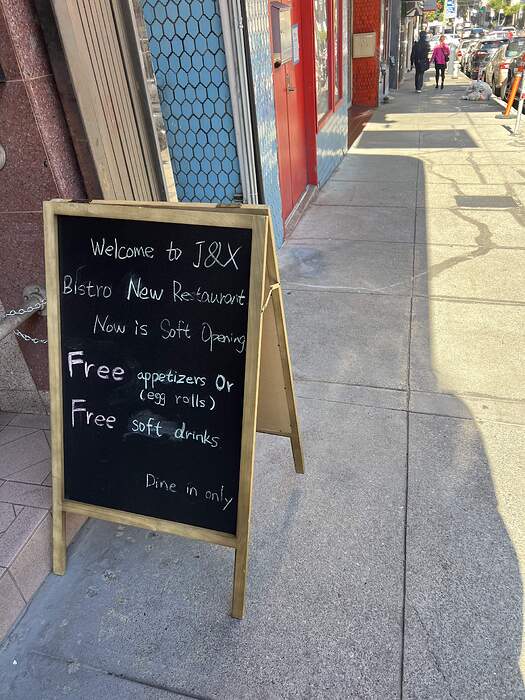 Welcome to J&X
Bistro New Restaurant
Now is Soft Opening
Free appetizers Or
(egg rolls)
Free soft drinks
Dine in only